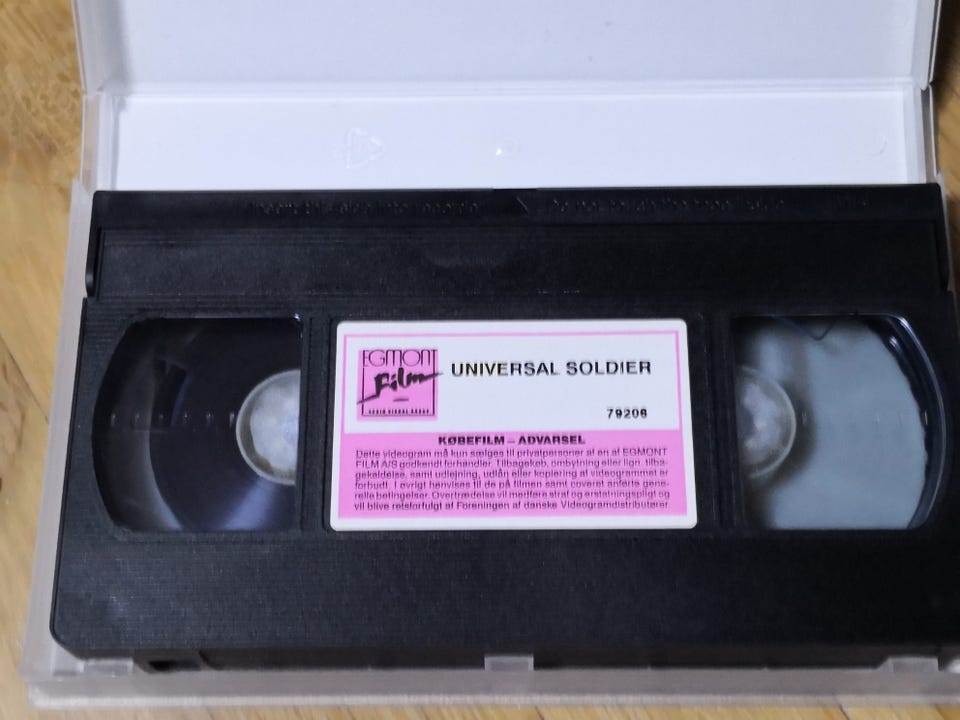 EGMONT
Film
UNIVERSAL SOLDIER
79206
KØBEFILM – ADVARSEL
Dette videogram må kun sælges til privatpersoner af en af EGMONT
FILM A/S godkendt forhandler. Tilbagekøb, ombytning eller lign. tilba-
gekaldelse, samt udlejning, udlån eller kopiering af videogrammet er
forbudt. I øvrigt henvises til de på filmen samt coveret anførte gene-
relle betingelser. Overtrædelse vil medføre straf og erstatningspligt og
vil blive retsforfulgt af Foreningen af danske Videogramdistributører.